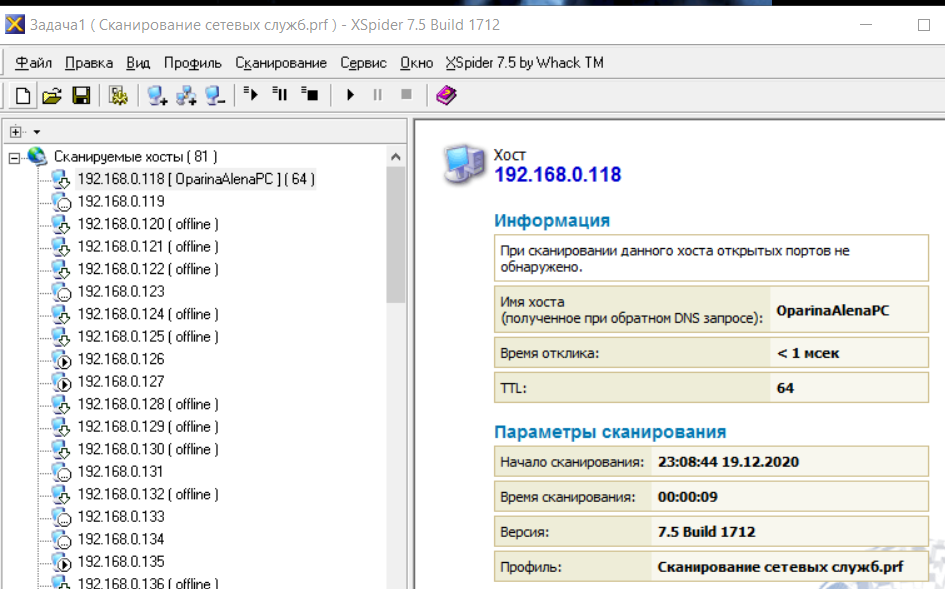 Задача1 ( Сканирование сетевых служб.prf ) - XSpider 7.5 Build 1712
Файл Правка Вид Профиль Сканирование Сервис Окно XSpider 7.5 by Whack TM
Сканируемые хосты ( 81 )
192.168.0.118 [ OparinaAlenaPC ] ( 64 )
192.168.0.119
192.168.0.120 ( offline )
192.168.0.121 ( offline )
192.168.0.122 ( offline )
192.168.0.123
192.168.0.124 ( offline )
192.168.0.125 ( offline )
192.168.0.126
192.168.0.127
192.168.0.128 ( offline )
192.168.0.129 ( offline )
192.168.0.130 ( offline )
192.168.0.131
192.168.0.132 ( offline )
192.168.0.133
192.168.0.134
192.168.0.135
192.168.0.136 ( offline )
Хост
192.168.0.118
Информация
При сканировании данного хоста открытых портов не
обнаружено.
Имя хоста
(полученное при обратном DNS запросе): OparinaAlenaPC
Время отклика: < 1 мсек
TTL: 64
Параметры сканирования
Начало сканирования: 23:08:44 19.12.2020
Время сканирования: 00:00:09
Версия: 7.5 Build 1712
Профиль: Сканирование сетевых служб.prf